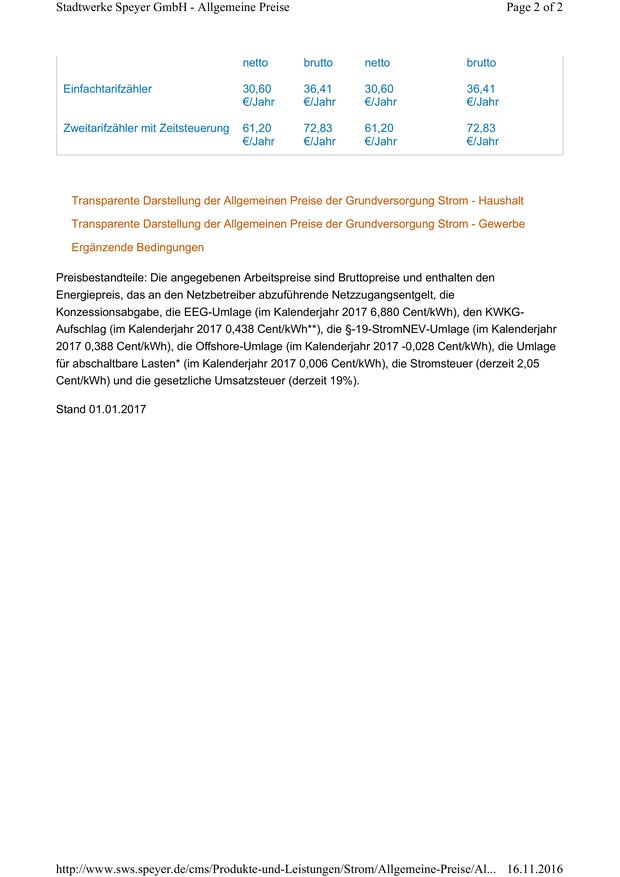 Stadtwerke Speyer GmbH - Allgemeine Preise Page 2 of 2
netto brutto netto brutto
Einfachtarifzähler 30,60 36,41 30,60 36,41
€/Jahr €/Jahr €/Jahr €/Jahr
Zweitarifzähler mit Zeitsteuerung 61,20 72,83 61,20 72,83
€/Jahr €/Jahr €/Jahr €/Jahr
Transparente Darstellung der Allgemeinen Preise der Grundversorgung Strom - Haushalt
Transparente Darstellung der Allgemeinen Preise der Grundversorgung Strom - Gewerbe
Ergänzende Bedingungen
Preisbestandteile: Die angegebenen Arbeitspreise sind Bruttopreise und enthalten den
Energiepreis, das an den Netzbetreiber abzuführende Netzzugangsentgelt, die
Konzessionsabgabe, die EEG-Umlage (im Kalenderjahr 2017 6,880 Cent/kWh), den KWKG-
Aufschlag (im Kalenderjahr 2017 0,438 Cent/kWh**), die §-19-StromNEV-Umlage (im Kalenderjahr
2017 0,388 Cent/kWh), die Offshore-Umlage (im Kalenderjahr 2017 -0,028 Cent/kWh), die Umlage
für abschaltbare Lasten* (im Kalenderjahr 2017 0,006 Cent/kWh), die Stromsteuer (derzeit 2,05
Cent/kWh) und die gesetzliche Umsatzsteuer (derzeit 19%).
Stand 01.01.2017
http://www.sws.speyer.de/cms/Produkte-und-Leistungen/Strom/Allgemeine-Preise/Al... 16.11.2016